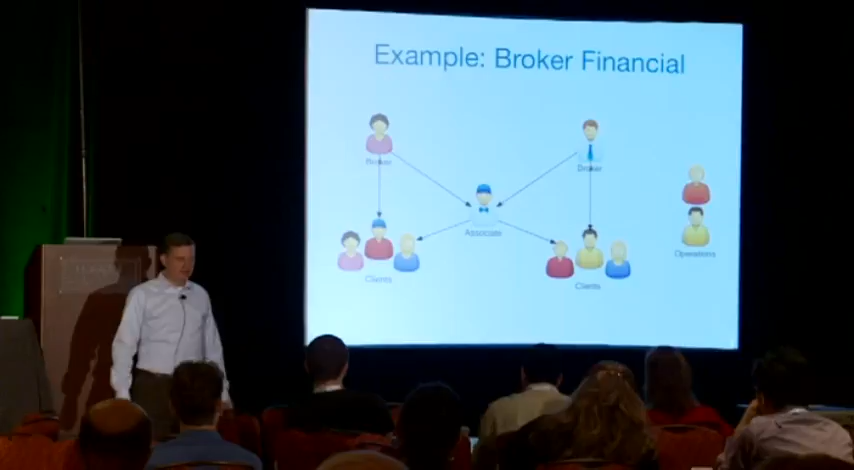 Example: Broker Financial
Broker
Broker
Associate
Clients
Clients
Operations